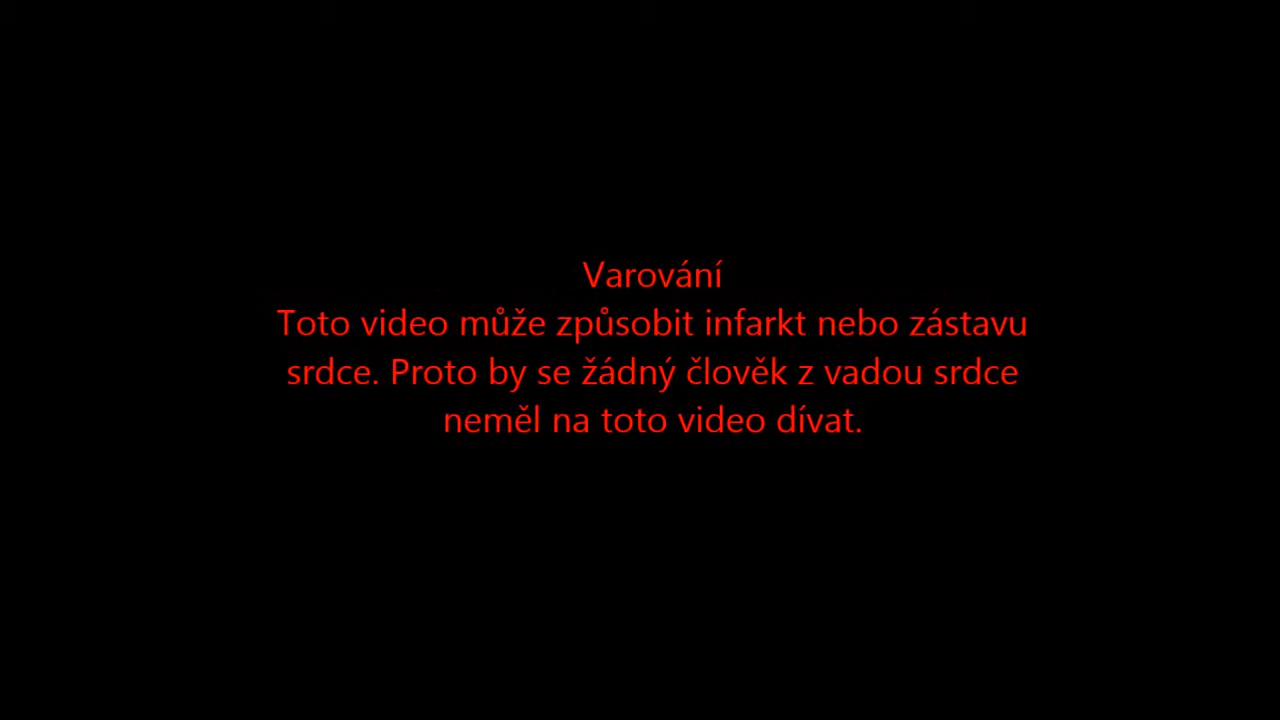 Varování
Toto video může způsobit infarkt nebo zástavu
srdce. Proto by se žádný člověk z vadou srdce
neměl na toto video dívat.